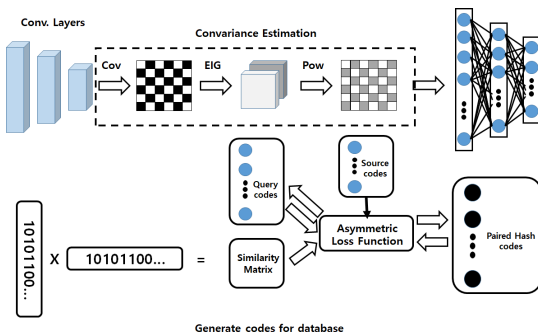 Conv. Layers
Convariance Estimation
Cov
EIG
Pow
Query
codes
Source
codes
Asymmetric
Loss Function
Paired Hash
codes
10101100...
X
10101100...
=
Similarity
Matrix
Generate codes for database